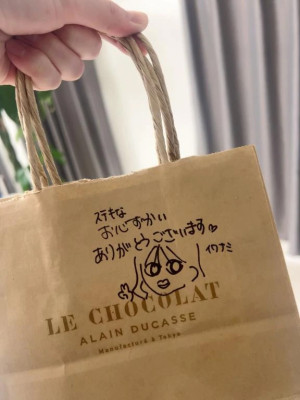 ステキな
お心づかい
ありがとうございます♡
イワナミ
LE CHOCOLAT
ALAIN DUCASSE
Manufacture à Tokyo